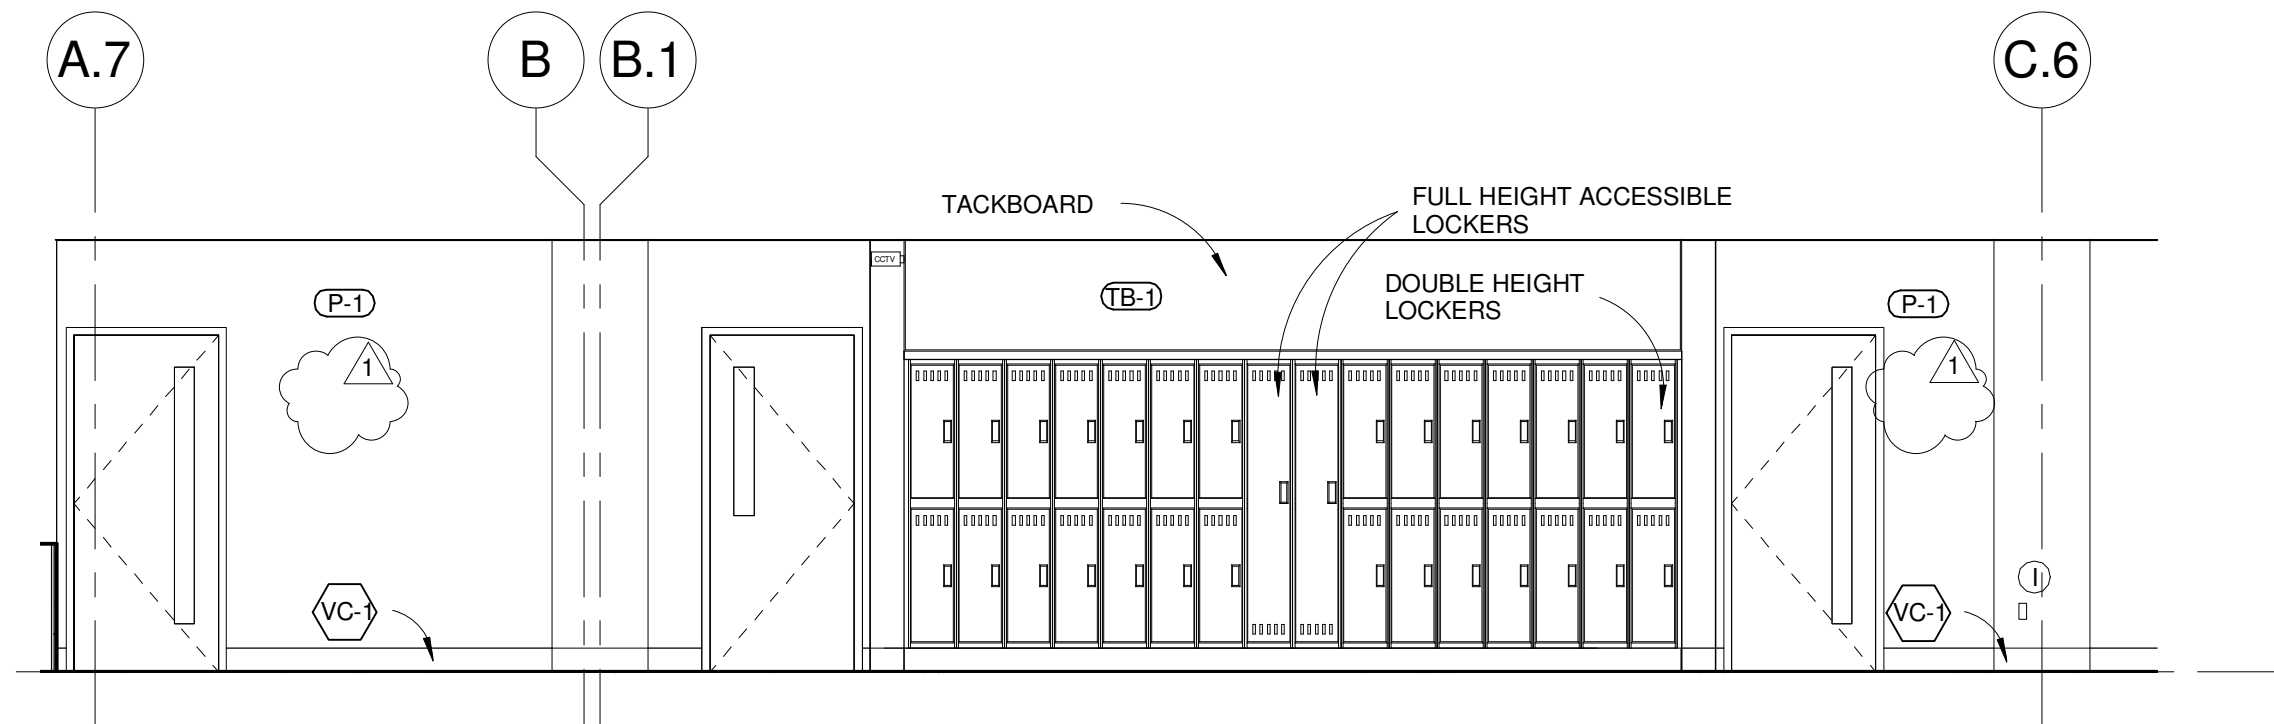 A.7
B
B.1
C.6
TACKBOARD
FULL HEIGHT ACCESSIBLE
LOCKERS
CCTV
DOUBLE HEIGHT
LOCKERS
P-1
TB-1
P-1
1
1
I
VC-1
VC-1